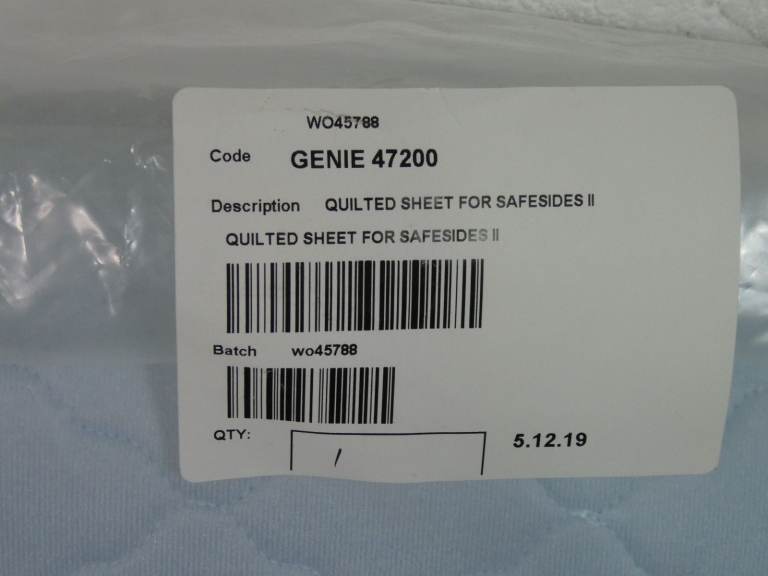 WO45788
Code GENIE 47200
Description QUILTED SHEET FOR SAFESIDES II
QUILTED SHEET FOR SAFESIDES II
Batch wo45788
QTY: 1 5.12.19